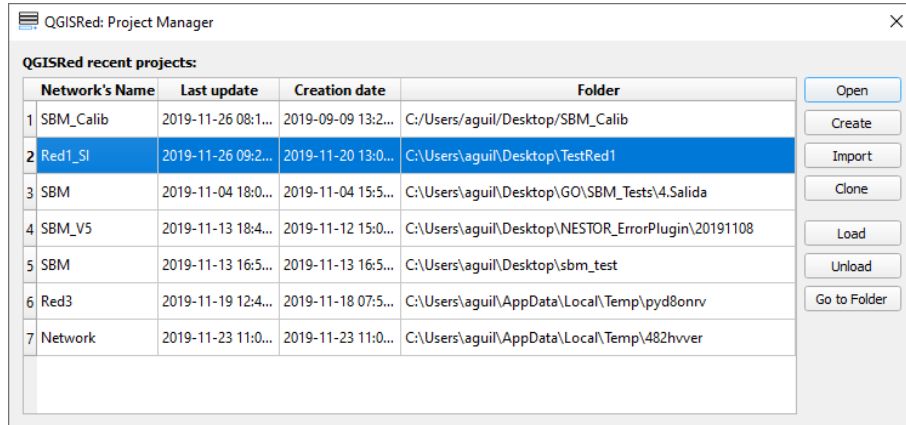 QGISRed: Project Manager
QGISRed recent projects:
Network's Name Last update Creation date Folder
1 SBM_Calib 2019-11-26 08:1... 2019-09-09 13:2... C:/Users/aguil/Desktop/SBM_Calib
2 Red1_SI 2019-11-26 09:2... 2019-11-20 13:0... C:\Users\aguil\Desktop\TestRed1
3 SBM 2019-11-04 18:0... 2019-11-04 15:5... C:\Users\aguil\Desktop\GO\SBM_Tests\4.Salida
4 SBM_V5 2019-11-13 18:4... 2019-11-12 15:0... C:\Users\aguil\Desktop\NESTOR_ErrorPlugin\20191108
5 SBM 2019-11-13 16:5... 2019-11-13 16:5... C:\Users\aguil\Desktop\sbm_test
6 Red3 2019-11-19 12:4... 2019-11-18 07:5... C:\Users\aguil\AppData\Local\Temp\pyd8onrv
7 Network 2019-11-23 11:0... 2019-11-23 11:0... C:\Users\aguil\AppData\Local\Temp\482hvver
Open
Create
Import
Clone
Load
Unload
Go to Folder